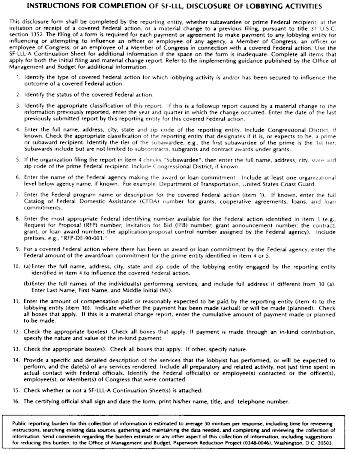 INSTRUCTIONS FOR COMPLETION OF SF-LLL, DISCLOSURE OF LOBBYING ACTIVITIES
This disclosure form shall be completed by the reporting entity, whether subawardee or prime Federal recipient, at the
initiation or receipt of a covered Federal action, or a material change to a previous filing, pursuant to title 31 U.S.C.
section 1352. The filing of a form is required for each payment or agreement to make payment to any lobbying entity for
influencing or attempting to influence an officer or employee of any agency, a Member of Congress, an officer or
employee of Congress, or an employee of a Member of Congress in connection with a covered Federal action. Use the
SF-LLL-A Continuation Sheet for additional information if the space on the form is inadequate. Complete all items that
apply for both the initial filing and material change report. Refer to the implementing guidance published by the Office of
Management and Budget for additional information.
1. Identify the type of covered Federal action for which lobbying activity is and/or has been secured to influence the
outcome of a covered Federal action.
2. Identify the status of the covered Federal action.
3. Identify the appropriate classification of this report. If this is a followup report caused by a material change to the
information previously reported, enter the year and quarter in which the change occurred. Enter the date of the last
previously submitted report by this reporting entity for this covered Federal action.
4. Enter the full name, address, city, state and zip code of the reporting entity. Include Congressional District, if
known. Check the appropriate classification of the reporting entity that designates if it is, or expects to be, a prime
or subaward recipient. Identify the tier of the subawardee, e.g., the first subawardee of the prime is the 1st tier.
Subawards include but are not limited to subcontracts, subgrants and contract awards under grants.
5. If the organization filing the report in item 4 checks "Subawardee", then enter the full name, address, city, state and
zip code of the prime Federal recipient. Include Congressional District, if known.
6. Enter the name of the Federal agency making the award or loan commitment. Include at least one organizational
level below agency name, if known. For example, Department of Transportation, United States Coast Guard.
7. Enter the Federal program name or description for the covered Federal action (item 1). If known, enter the full
Catalog of Federal Domestic Assistance (CFDA) number for grants, cooperative agreements, loans, and loan
commitments.
8. Enter the most appropriate Federal identifying number available for the Federal action identified in item 1 (e.g.,
Request for Proposal (RFP) number; Invitation for Bid (IFB) number; grant announcement number; the contract,
grant, or loan award number; the application/proposal control number assigned by the Federal agency). Include
prefixes, e.g., "RFP-DE-90-001."
9. For a covered Federal action where there has been an award or loan commitment by the Federal agency, enter the
Federal amount of the award/loan commitment for the prime entity identified in item 4 or 5.
10. (a) Enter the full name, address, city, state and zip code of the lobbying entity engaged by the reporting entity
identified in item 4 to influence the covered Federal action.
(b) Enter the full names of the individual(s) performing services, and include full address if different from 10 (a).
Enter Last Name, First Name, and Middle Initial (MI).
11. Enter the amount of compensation paid or reasonably expected to be paid by the reporting entity (item 4) to the
lobbying entity (item 10). Indicate whether the payment has been made (actual) or will be made (planned). Check
all boxes that apply. If this is a material change report, enter the cumulative amount of payment made or planned
to be made.
12. Check the appropriate box(es). Check all boxes that apply. If payment is made through an in-kind contribution,
specify the nature and value of the in-kind payment.
13. Check the appropriate box(es). Check all boxes that apply. If other, specify nature.
14. Provide a specific and detailed description of the services that the lobbyist has performed, or will be expected to
perform, and the date(s) of any services rendered. Include all preparatory and related activity, not just time spent in
actual contact with Federal officials. Identify the Federal official(s) or employee(s) contacted or the officer(s),
employee(s), or Member(s) of Congress that were contacted.
15. Check whether or not a SF-LLL-A Continuation Sheet(s) is attached.
16. The certifying official shall sign and date the form, print his/her name, title, and telephone number.
Public reporting burden for this collection of information is estimated to average 30 mintues per response, including time for reviewing
instructions, searching existing data sources, gathering and maintaining the data needed, and completing and reviewing the collection of
information. Send comments regarding the burden estimate or any other aspect of this collection of information, including suggestions
for reducing this burden, to the Office of Management and Budget, Paperwork Reduction Project (0348-0046), Washington, D.C. 20503.